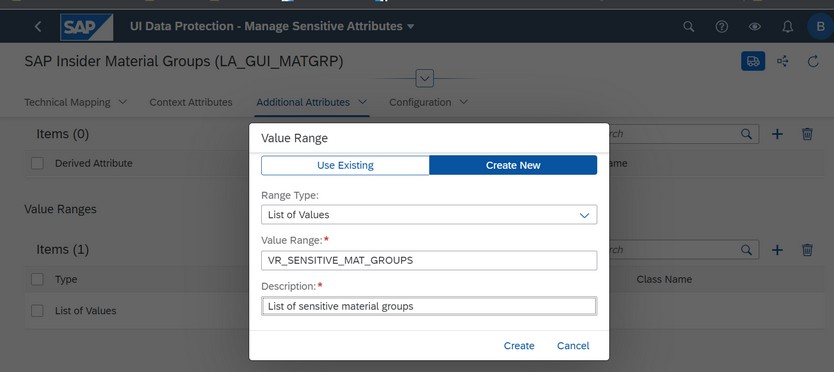 SAP UI Data Protection - Manage Sensitive Attributes B
SAP Insider Material Groups (LA_GUI_MATGRP)
Technical Mapping Context Attributes Additional Attributes Configuration
Items (0) rch
Derived Attribute ame
Value Ranges
Items (1) rch
Type Class Name
List of Values
Value Range
Use Existing Create New
Range Type:
List of Values
Value Range:*
VR_SENSITIVE_MAT_GROUPS
Description:*
List of sensitive material groups
Create Cancel